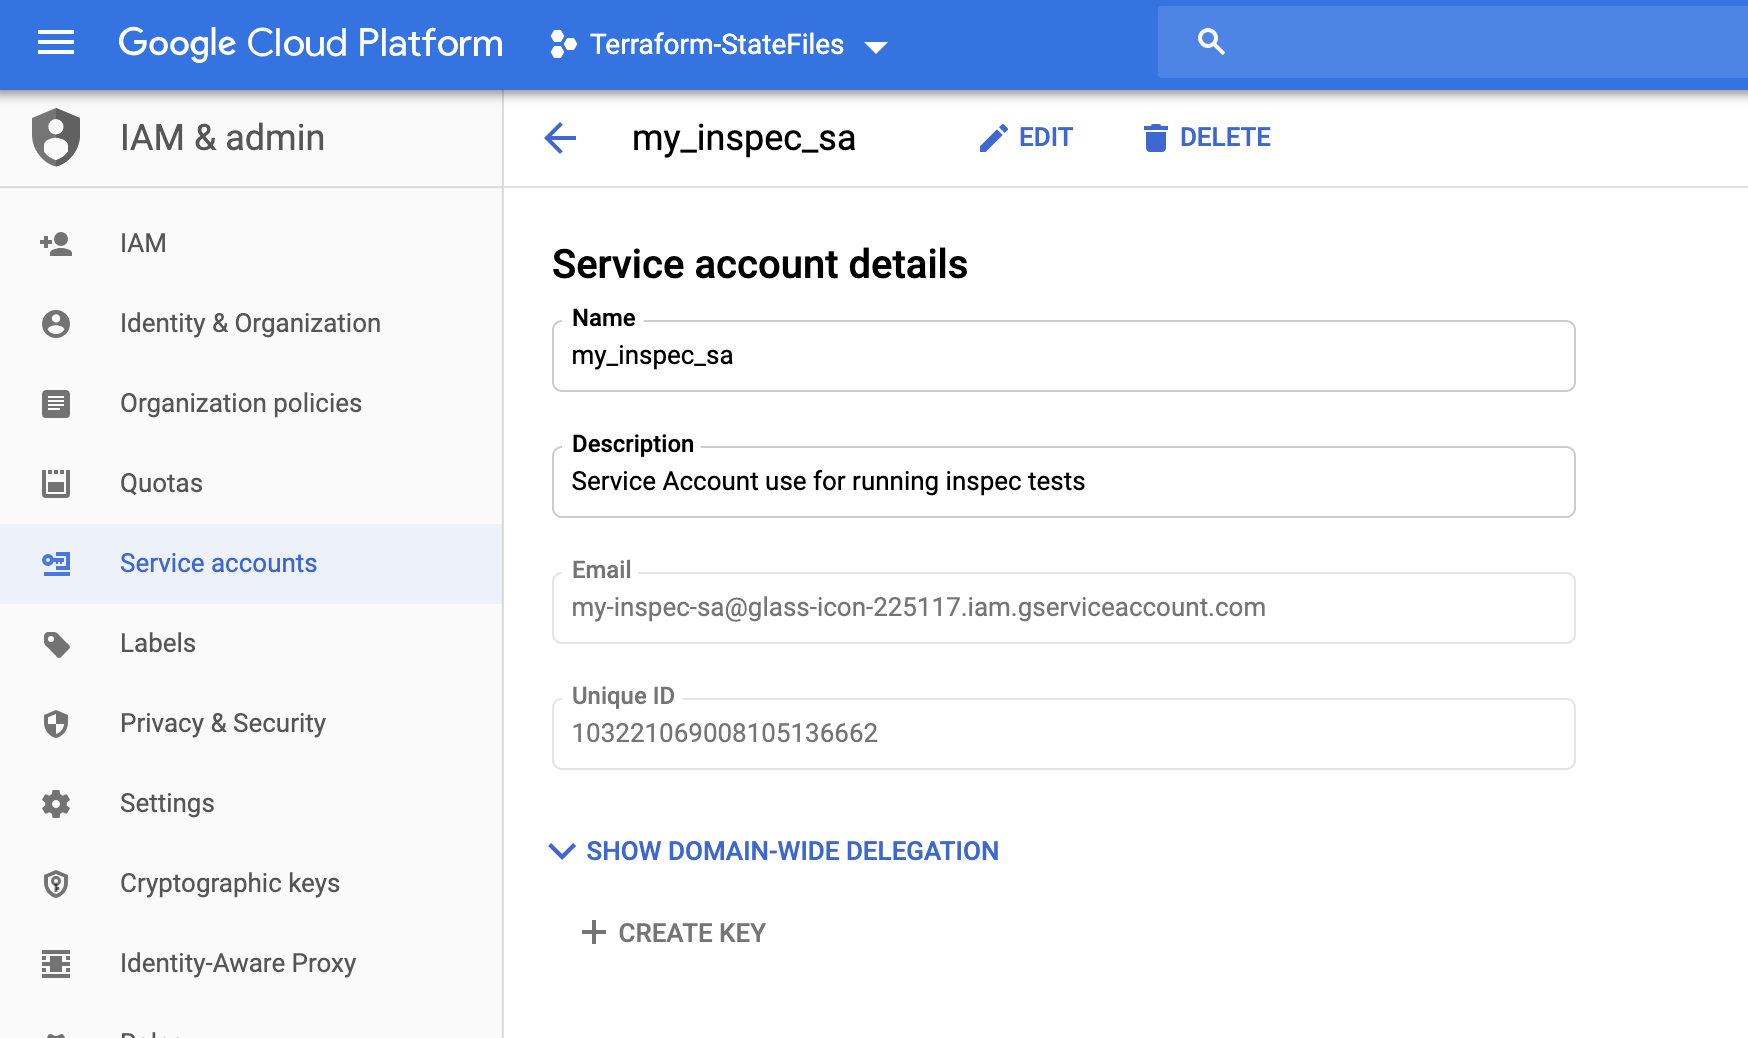 Google Cloud Platform
Terraform-StateFiles
IAM & admin
my_inspec_sa
EDIT
DELETE
IAM
Identity & Organization
Organization policies
Quotas
Service accounts
Labels
Privacy & Security
Settings
Cryptographic keys
Identity-Aware Proxy
Service account details
Name
my_inspec_sa
Description
Service Account use for running inspec tests
Email
my-inspec-sa@glass-icon-225117.iam.gserviceaccount.com
Unique ID
103221069008105136662
SHOW DOMAIN-WIDE DELEGATION
CREATE KEY